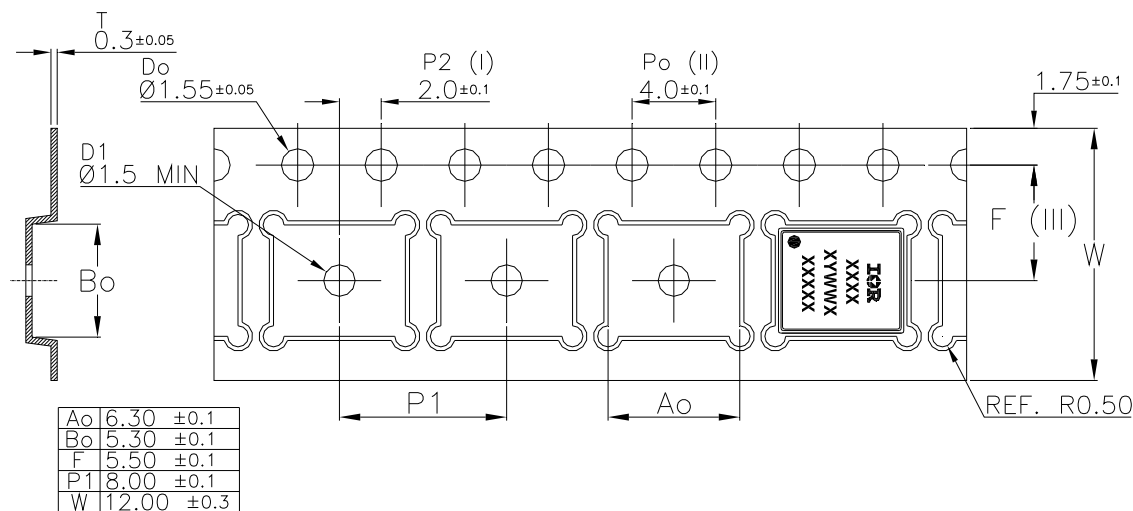 T
0.3±0.05
Do
Ø1.55±0.05
P2 (I)
2.0±0.1
Po (II)
4.0±0.1
1.75±0.1
D1
Ø1.5 MIN
F (III)
W
Bo
IOR
XXXX
XYWWX
XXXXX
P1
Ao
REF. R0.50
Ao 6.30 ±0.1
Bo 5.30 ±0.1
F 5.50 ±0.1
P1 8.00 ±0.1
W 12.00 ±0.3